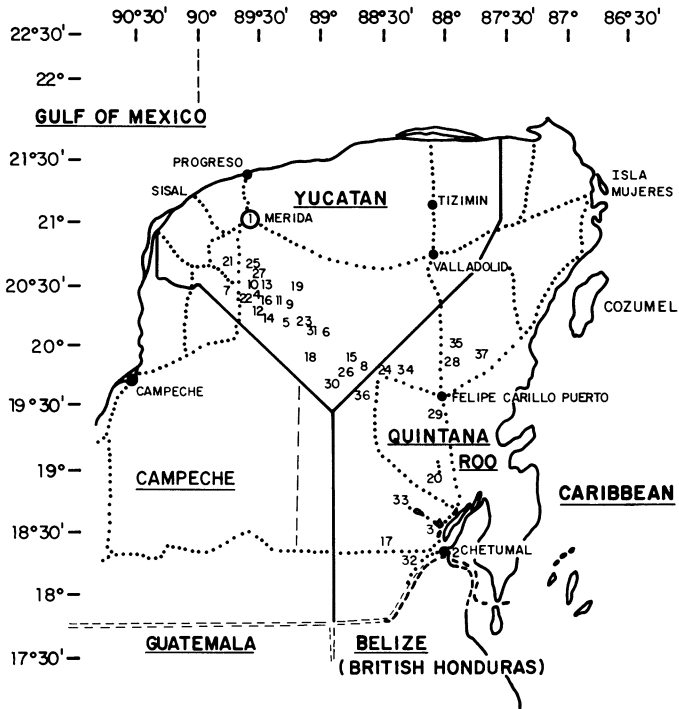 90°30' 90° 89°30' 89° 88°30' 88° 87°30' 87° 86°30'
22°30'
22°
GULF OF MEXICO
21°30'
PROGRESO
ISLA
MUJERES
SISAL
YUCATAN
TIZIMIN
21°
1 MERIDA
VALLADOLID
21 25
27
20°30'
7 10 13 19
22 4 16 11 9
COZUMEL
12 14 5 23
31 6
35
20°
18 15 28 37
26 8 24 34
30
CAMPECHE
36
FELIPE CARILLO PUERTO
19°30'
29
QUINTANA
ROO
19°
CAMPECHE
20
CARIBBEAN
33
18°30'
3
17
2 CHETUMAL
32
18°
GUATEMALA
BELIZE
17°30'
(BRITISH HONDURAS)